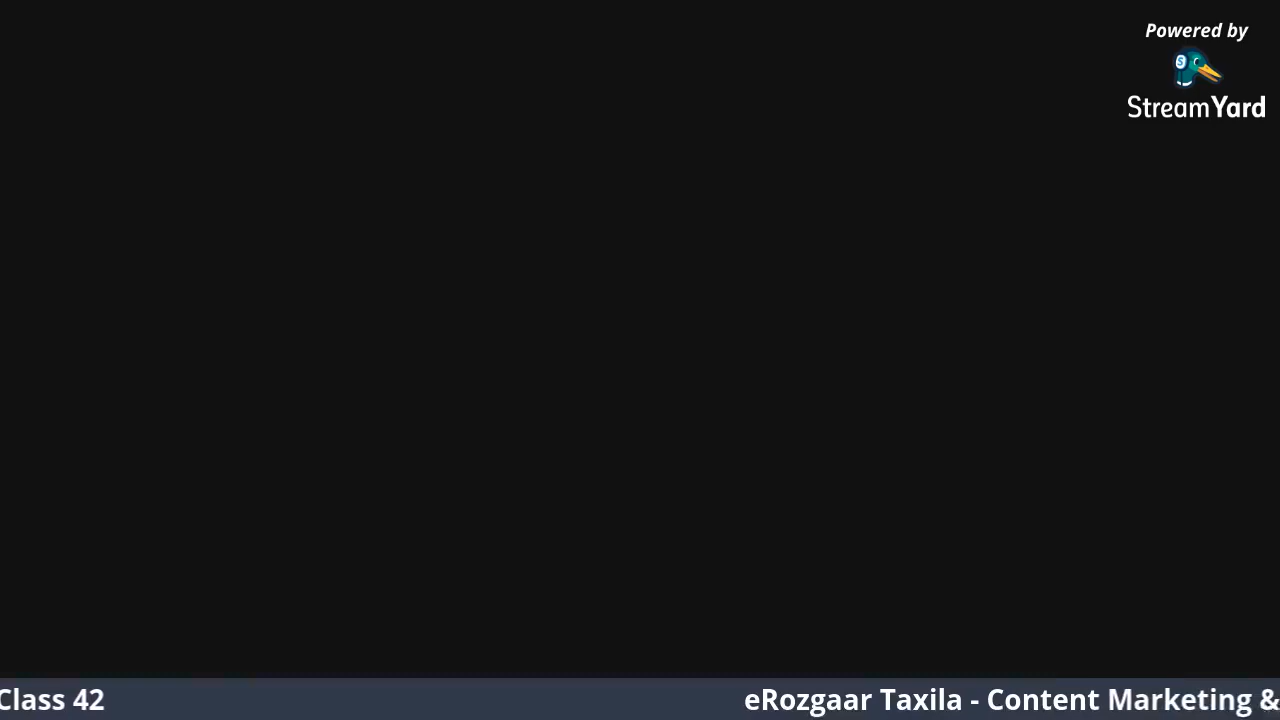 Powered by
StreamYard
Class 42
eRozgaar Taxila - Content Marketing &